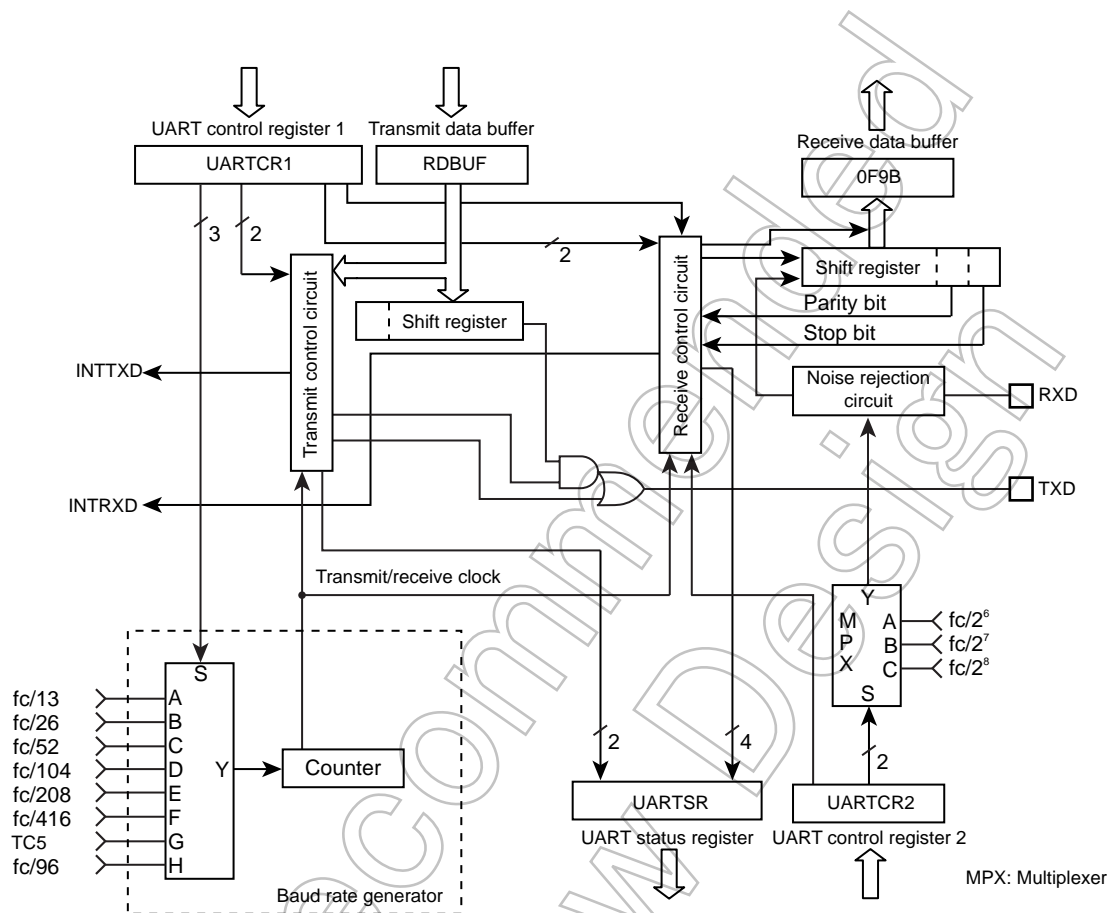 UART control register 1
Transmit data buffer
Receive data buffer
UARTCR1
RDBUF
0F9B
3
2
2
Transmit control circuit
Receive control circuit
Shift register
Shift register
Parity bit
Stop bit
INTTXD
Noise rejection
circuit
RXD
INTRXD
TXD
Transmit/receive clock
S
A
B
C
D
E
F
G
H
Y
fc/13
fc/26
fc/52
fc/104
fc/208
fc/416
TC5
fc/96
Counter
Baud rate generator
Y
M
P
X
A
B
C
S
fc/2⁶
fc/2⁷
fc/2⁸
2
4
2
UARTSR
UART status register
UARTCR2
UART control register 2
MPX: Multiplexer
ecommended
w Design